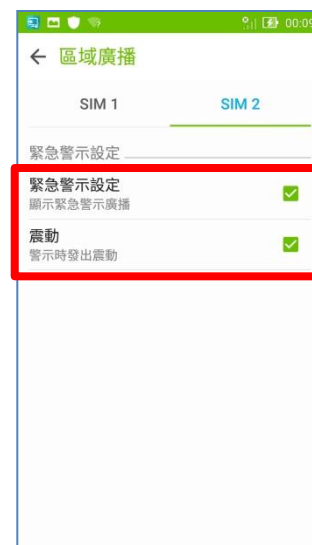 00:09
← 區域廣播
SIM 1 SIM 2
緊急警示設定
緊急警示設定
顯示緊急警示廣播
震動
警示時發出震動